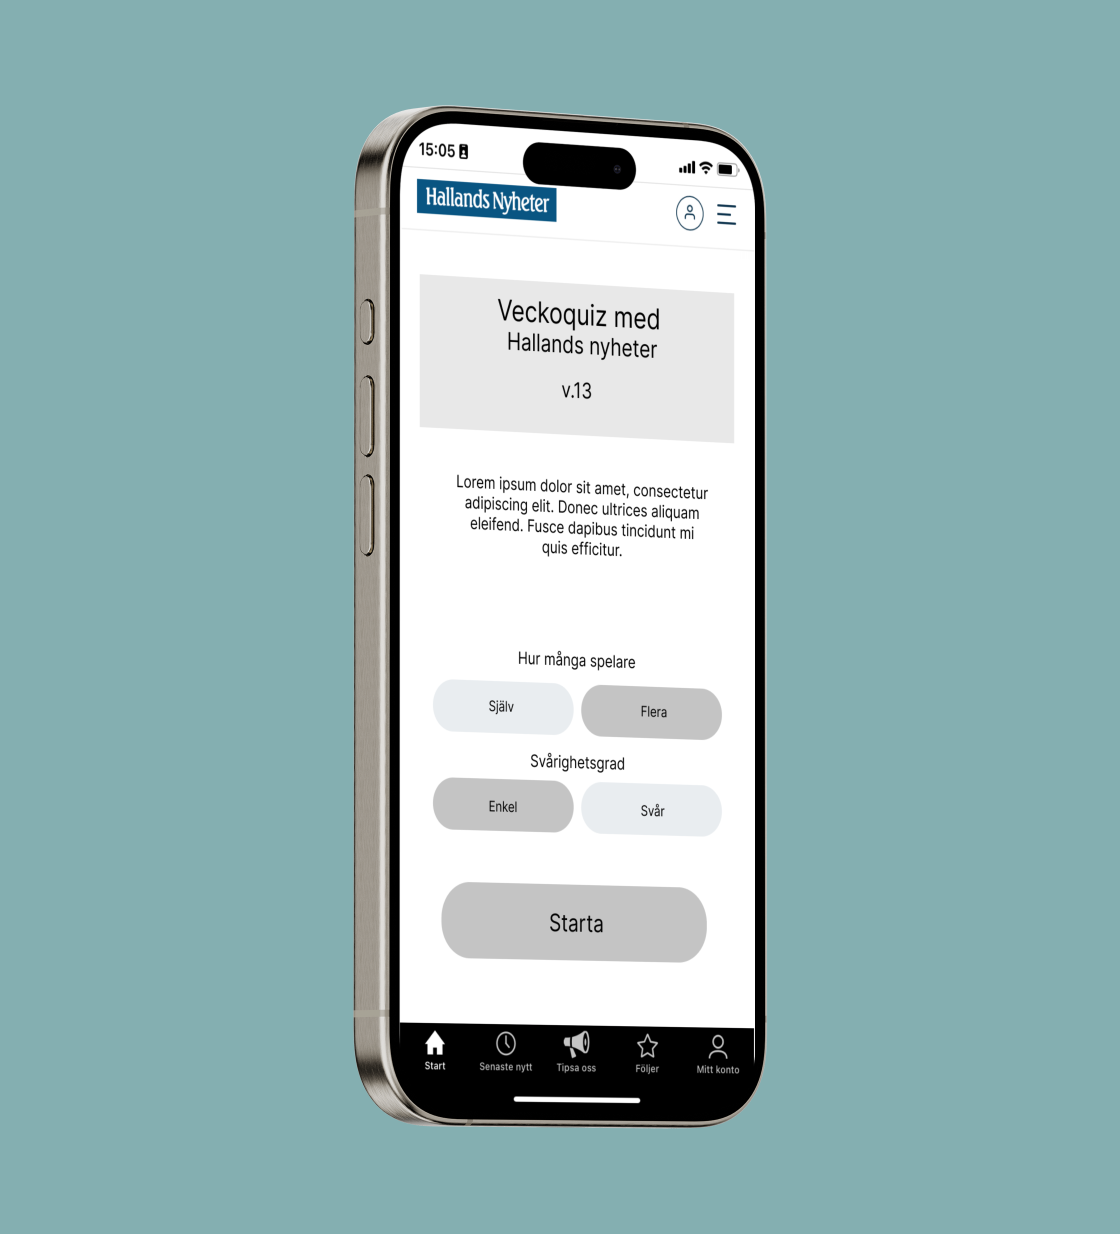 15:05
Hallands Nyheter
Veckoquiz med
Hallands nyheter
v.13
Lorem ipsum dolor sit amet, consectetur
adipiscing elit. Donec ultrices aliquam
eleifend. Fusce dapibus tincidunt mi
quis efficitur.
Hur många spelare
Själv Flera
Svårighetsgrad
Enkel Svår
Starta
Start Senaste nytt Tipsa oss Följer Mitt konto